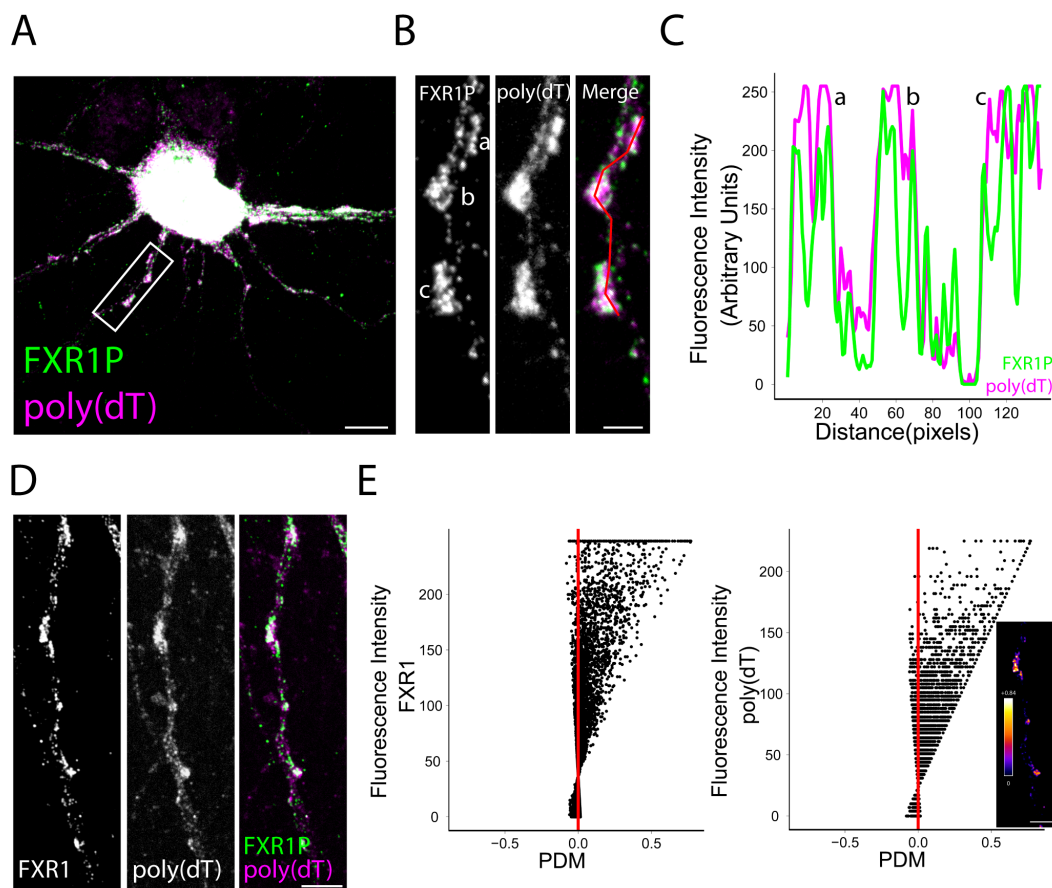 A
FXR1P
poly(dT)
B
FXR1P
poly(dT)
Merge
a
b
c
C
Fluorescence Intensity
(Arbitrary Units)
250
200
150
100
50
0
a
b
c
FXR1P
poly(dT)
20
40
60
80
100
120
Distance(pixels)
D
FXR1
poly(dT)
FXR1P
poly(dT)
E
Fluorescence Intensity
FXR1
200
150
100
50
0
−0.5
0.0
0.5
PDM
Fluorescence Intensity
poly(dT)
200
150
100
50
0
−0.5
0.0
0.5
PDM
+0.84
0